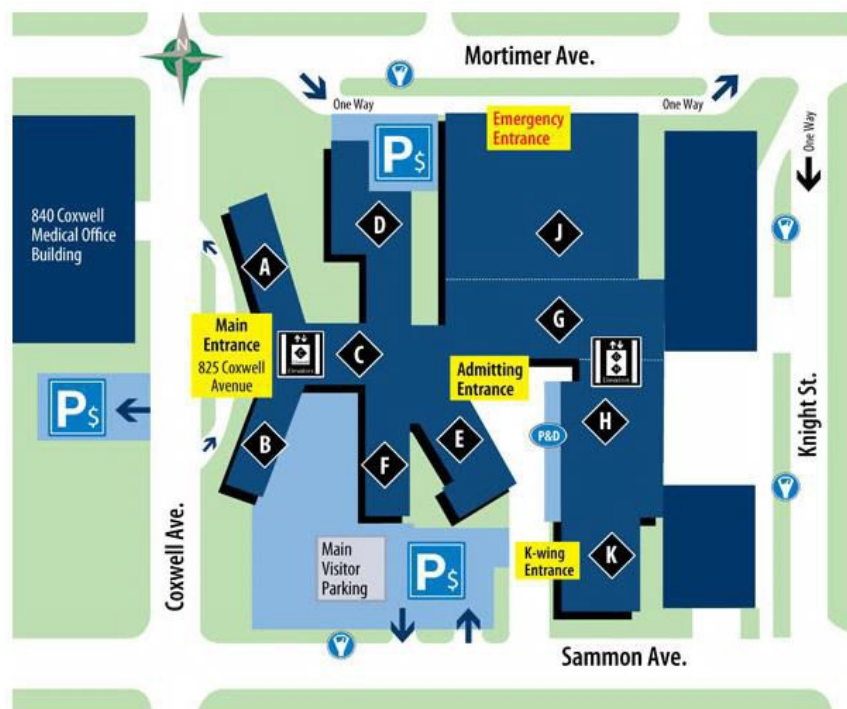 N
Mortimer Ave.
One Way
One Way
Emergency
Entrance
One Way
P$
840 Coxwell
Medical Office
Building
D
J
A
G
Main
Entrance
825 Coxwell
Avenue
C
Admitting
Entrance
P$
B
F
E
P&D
H
Knight St.
Coxwell Ave.
Main
Visitor
Parking
P$
K-wing
Entrance
K
Sammon Ave.